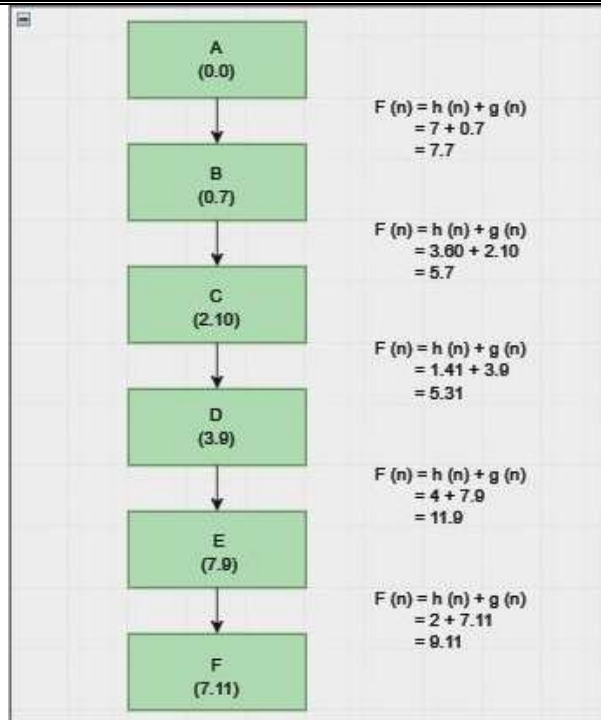 A
(0.0)
F (n) = h (n) + g (n)
= 7 + 0.7
= 7.7
B
(0.7)
F (n) = h (n) + g (n)
= 3.60 + 2.10
= 5.7
C
(2.10)
F (n) = h (n) + g (n)
= 1.41 + 3.9
= 5.31
D
(3.9)
F (n) = h (n) + g (n)
= 4 + 7.9
= 11.9
E
(7.9)
F (n) = h (n) + g (n)
= 2 + 7.11
= 9.11
F
(7.11)